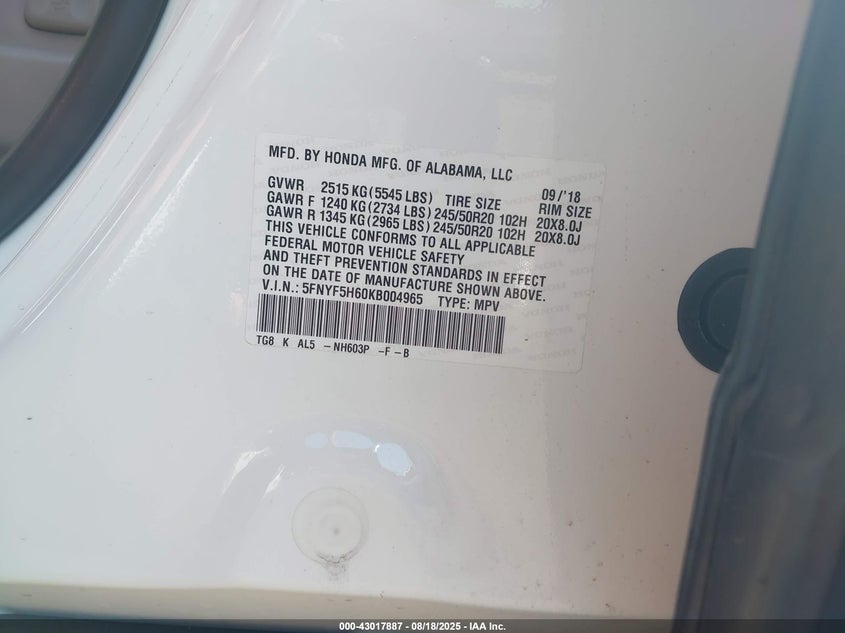 MFD. BY HONDA MFG. OF ALABAMA, LLC
09/'18
GVWR 2515 KG(5545 LBS) TIRE SIZE RIM SIZE
GAWR F 1240 KG(2734 LBS)245/50R20 102H 20X8.0J
GAWR R 1345 KG(2965 LBS)245/50R20 102H 20X8.0J
THIS VEHICLE CONFORMS TO ALL APPLICABLE
FEDERAL MOTOR VEHICLE SAFETY
AND THEFT PREVENTION STANDARDS IN EFFECT
ON THE DATE OF MANUFACTURE SHOWN ABOVE.
V.I.N.: 5FNYF5H60KB004965 TYPE: MPV
TG8 K AL5 -NH603P -F-B
000-43017887 - 08/18/2025 - IAA Inc.